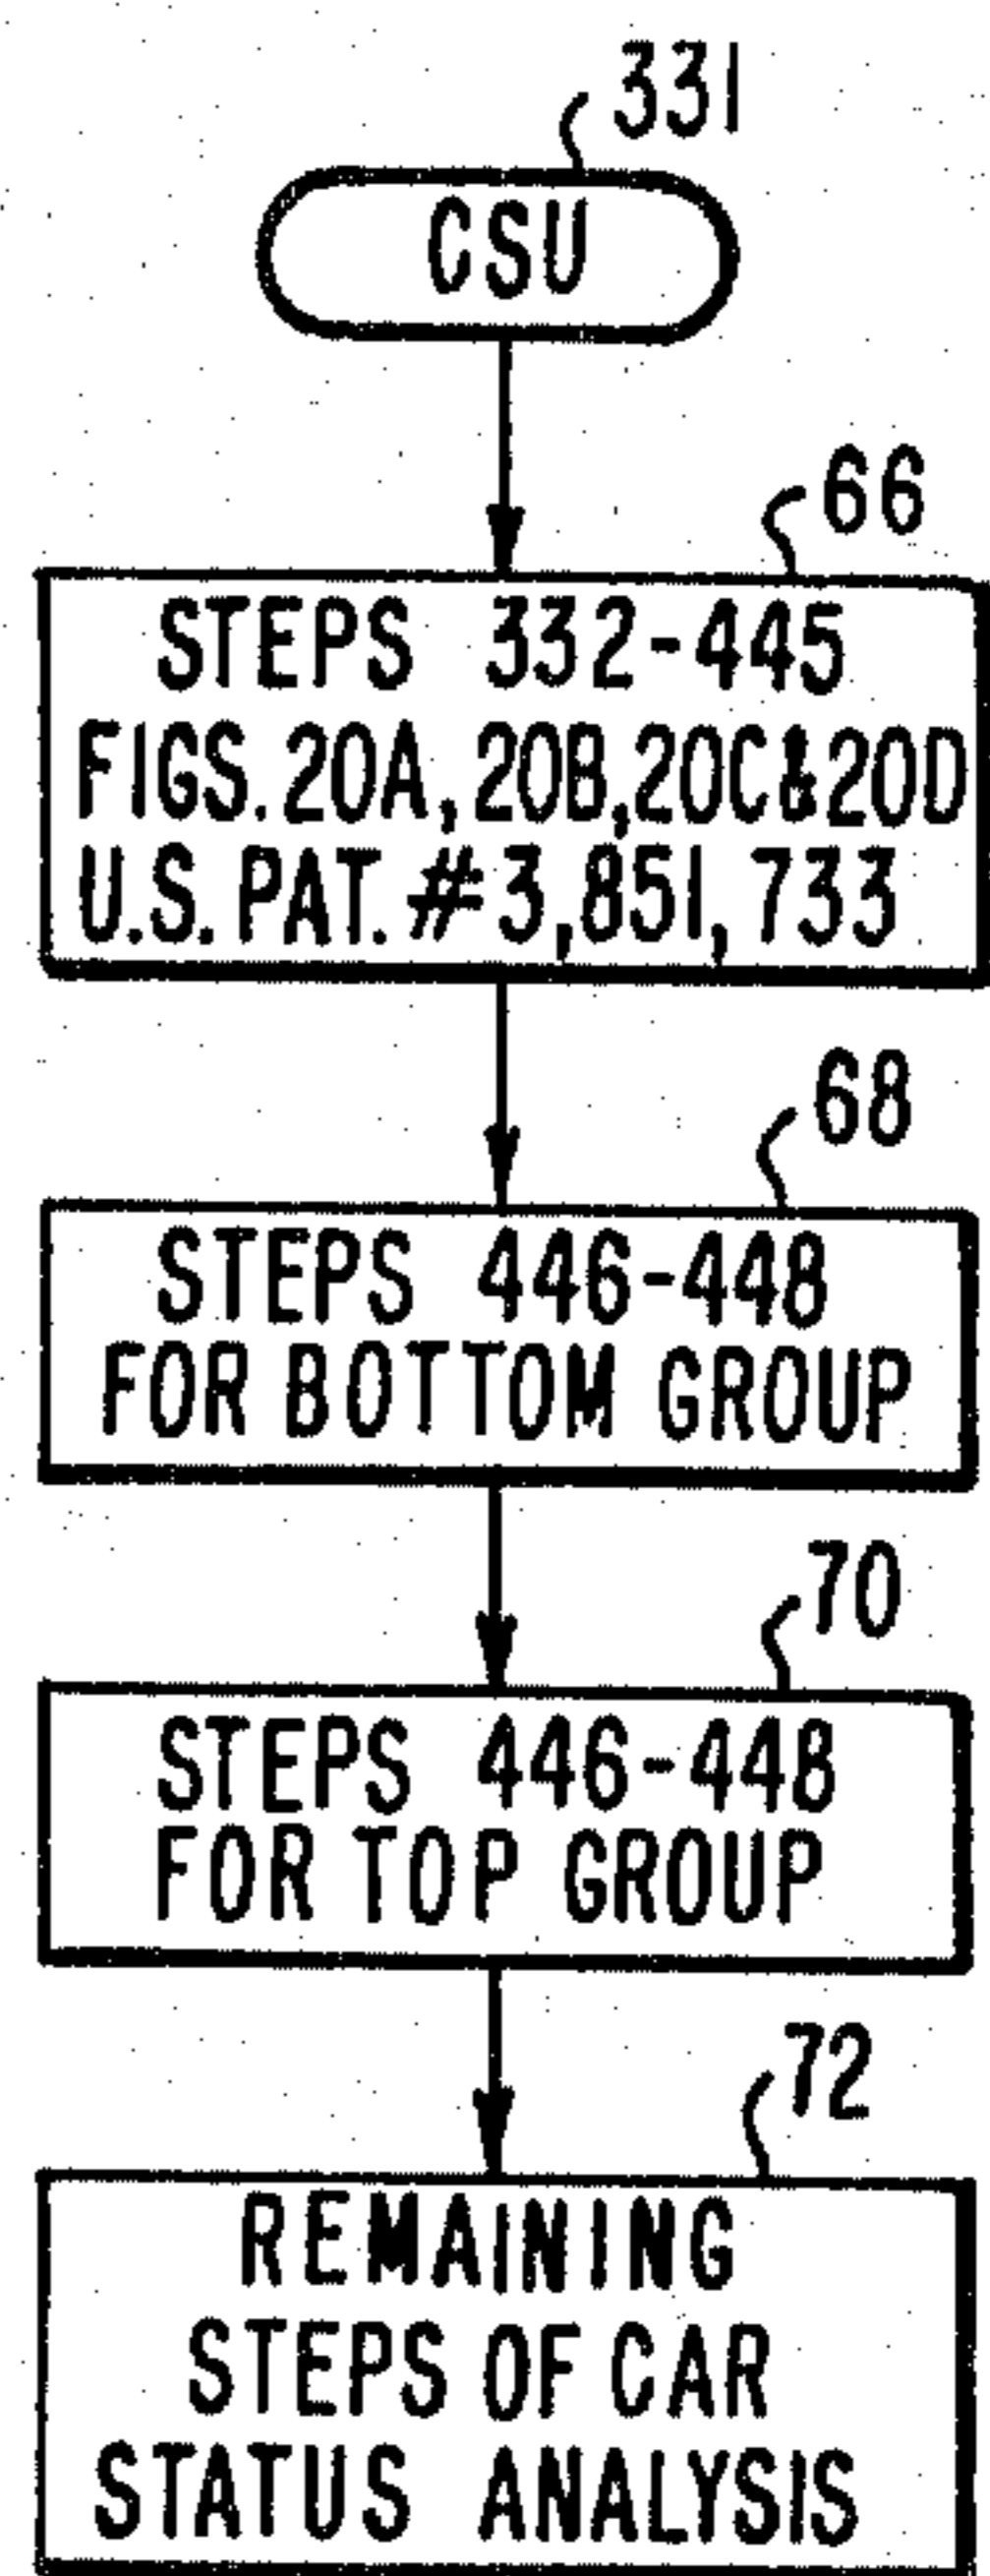 331
CSU
66
STEPS 332-445
FIGS. 20A, 20B, 20C & 20D
U.S. PAT. #3,851,733
68
STEPS 446-448
FOR BOTTOM GROUP
70
STEPS 446-448
FOR TOP GROUP
72
REMAINING
STEPS OF CAR
STATUS ANALYSIS